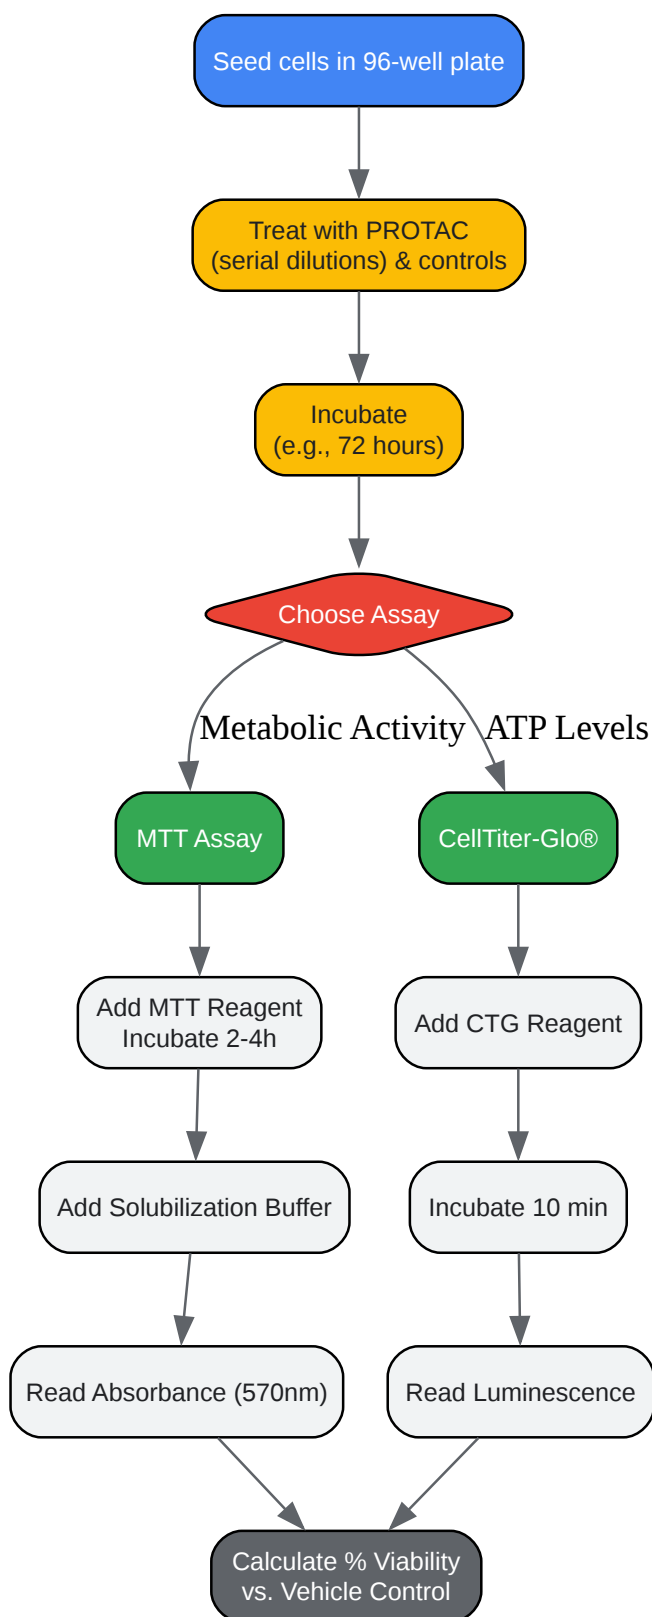 Seed cells in 96-well plate
Treat with PROTAC
(serial dilutions) & controls
Incubate
(e.g., 72 hours)
Choose Assay
Metabolic Activity
ATP Levels
MTT Assay
CellTiter-Glo®
Add MTT Reagent
Incubate 2-4h
Add CTG Reagent
Add Solubilization Buffer
Incubate 10 min
Read Absorbance (570nm)
Read Luminescence
Calculate % Viability
vs. Vehicle Control